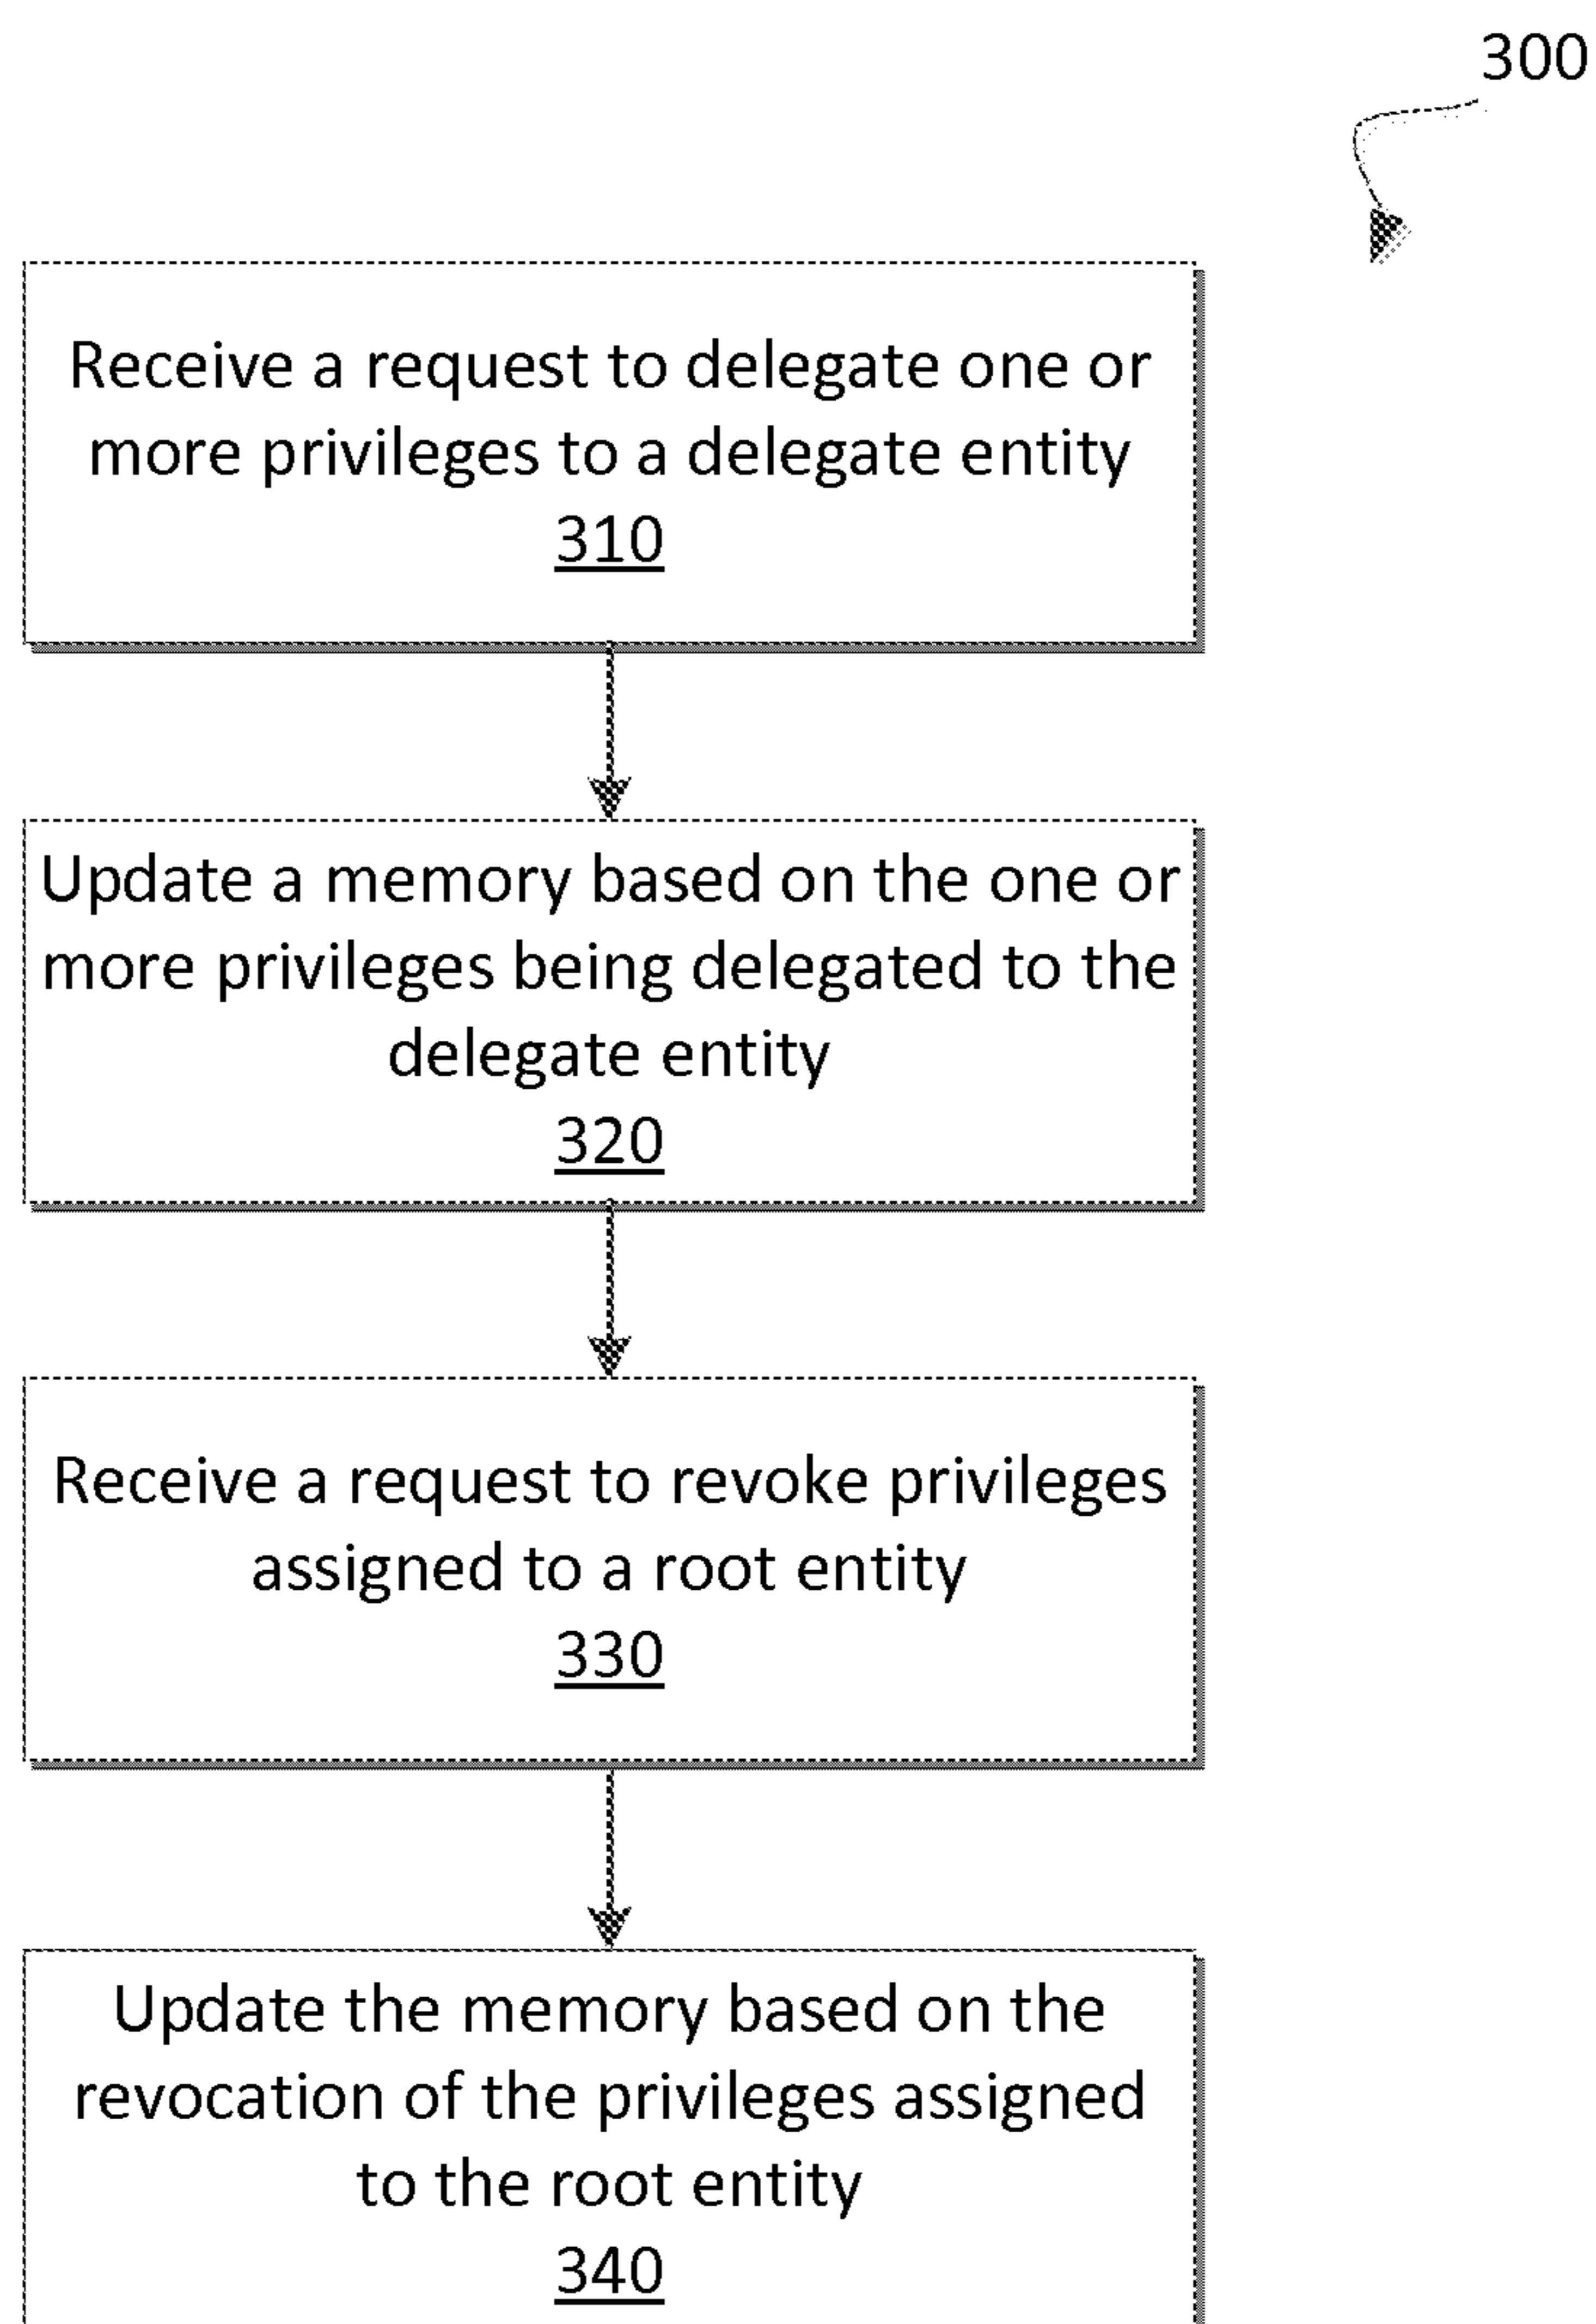 300
Receive a request to delegate one or
more privileges to a delegate entity
310
Update a memory based on the one or
more privileges being delegated to the
delegate entity
320
Receive a request to revoke privileges
assigned to a root entity
330
Update the memory based on the
revocation of the privileges assigned
to the root entity
340